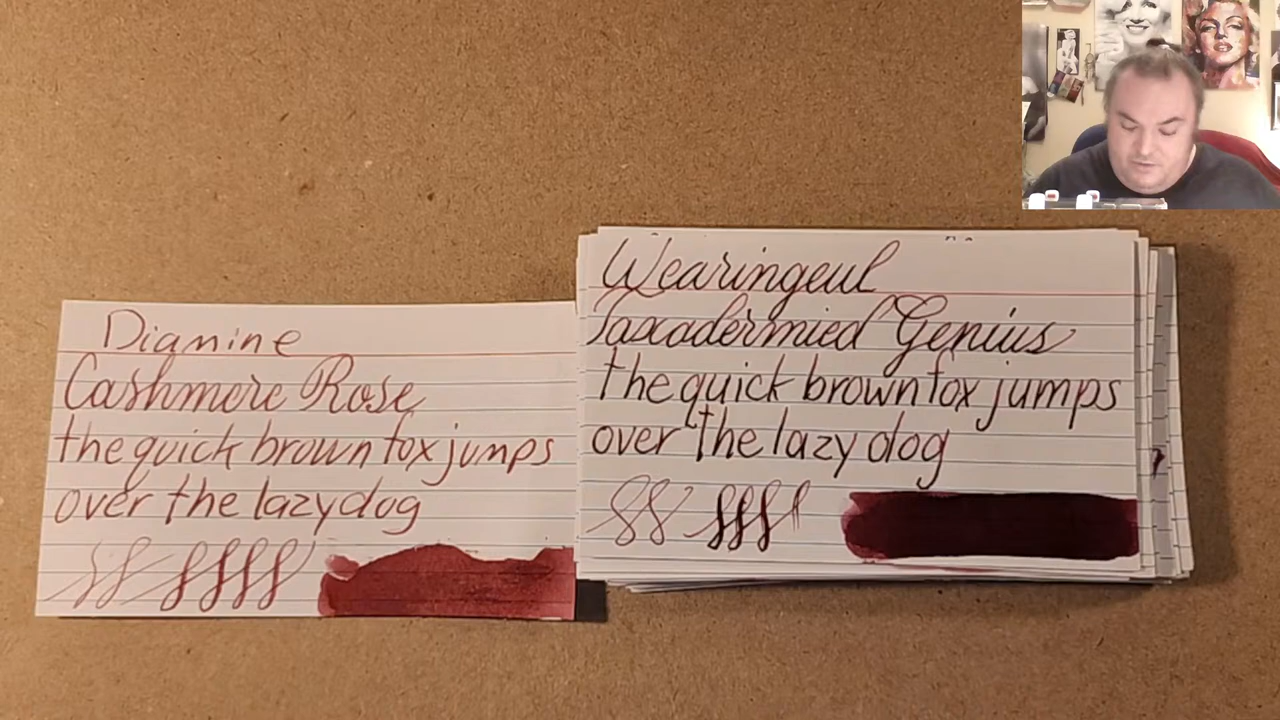 Diamine
Cashmere Rose
the quick brown fox jumps
over the lazy dog
Wearingeul
Taxadermied Genius
the quick brown fox jumps
over the lazy dog